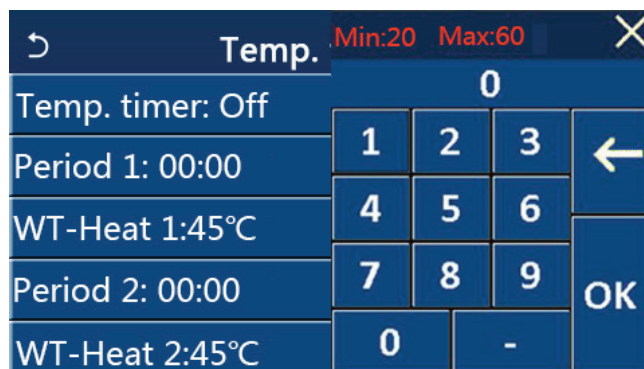 Temp.
Temp. timer: Off
Period 1: 00:00
WT-Heat 1:45℃
Period 2: 00:00
WT-Heat 2:45℃
Min:20 Max:60
0
1 2 3
4 5 6
7 8 9
OK
0 -